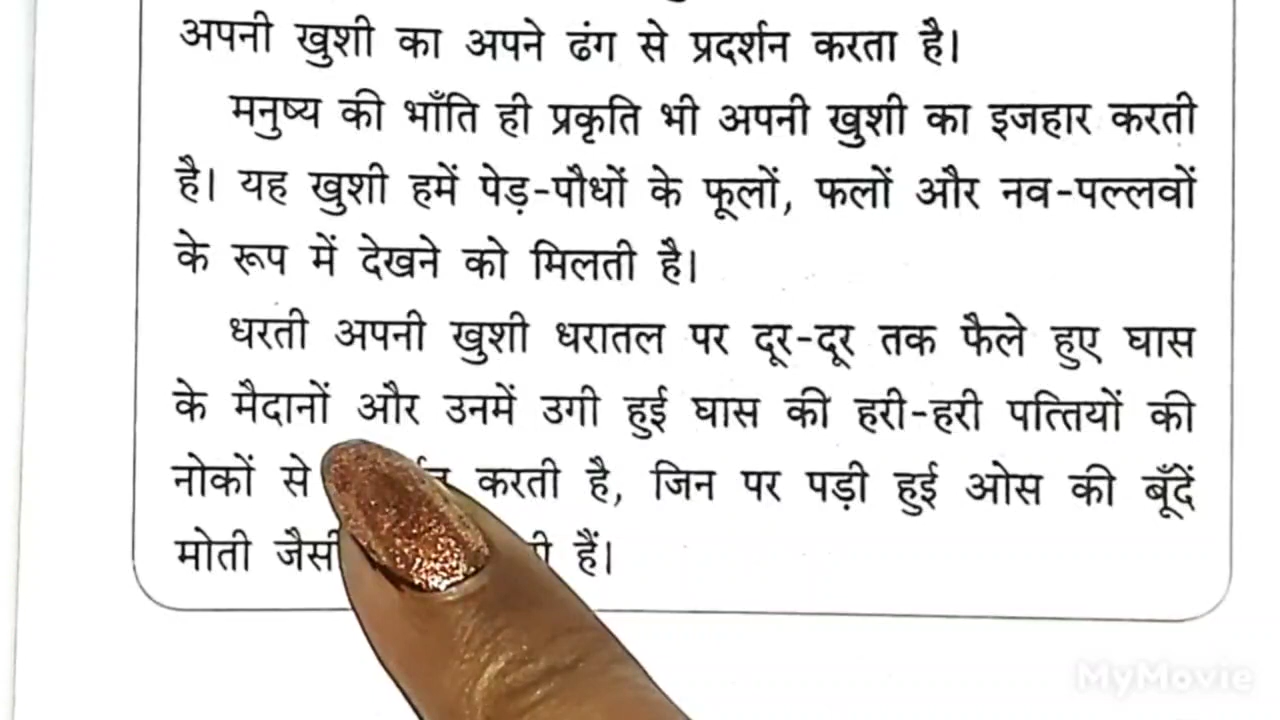 अपनी खुशी का अपने ढंग से प्रदर्शन करता है।
मनुष्य की भाँति ही प्रकृति भी अपनी खुशी का इजहार करती
है। यह खुशी हमें पेड़-पौधों के फूलों, फलों और नव-पल्लवों
के रूप में देखने को मिलती है।
धरती अपनी खुशी धरातल पर दूर-दूर तक फैले हुए घास
के मैदानों और उनमें उगी हुई घास की हरी-हरी पत्तियों की
नोकों से करती है, जिन पर पड़ी हुई ओस की बूँदें
मोती जैसी हैं।
MyMovie